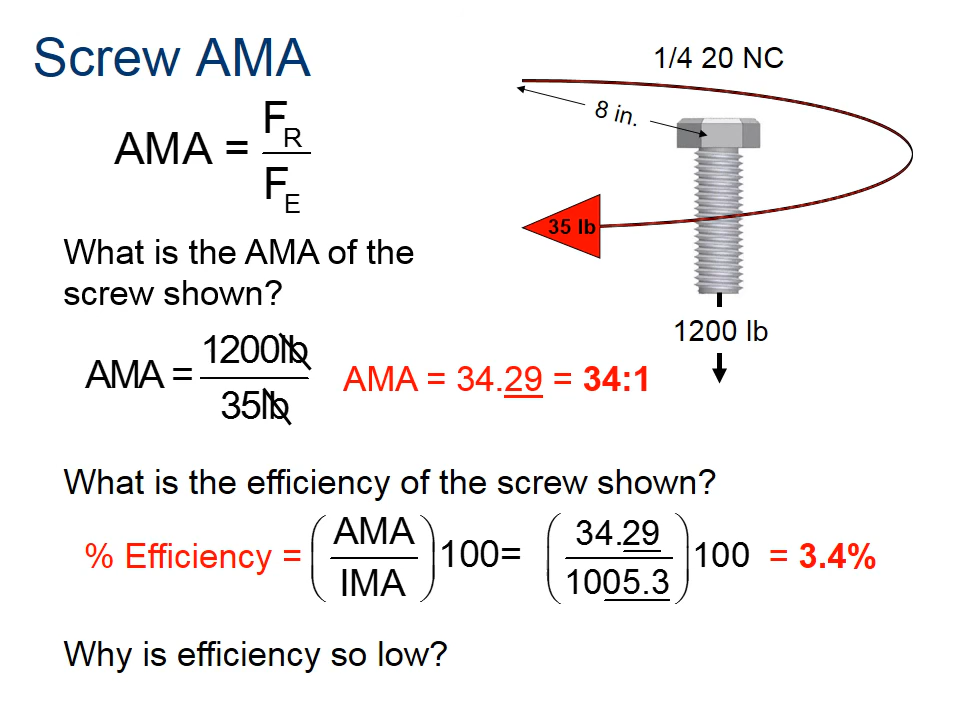 Screw AMA
1/4 20 NC
8 in.
AMA = F_R / F_E
35 lb
What is the AMA of the
screw shown?
1200 lb
AMA = 1200lb / 35lb
AMA = 34.29 = 34:1
What is the efficiency of the screw shown?
% Efficiency = (AMA / IMA) 100= (34.29 / 1005.3) 100 = 3.4%
Why is efficiency so low?